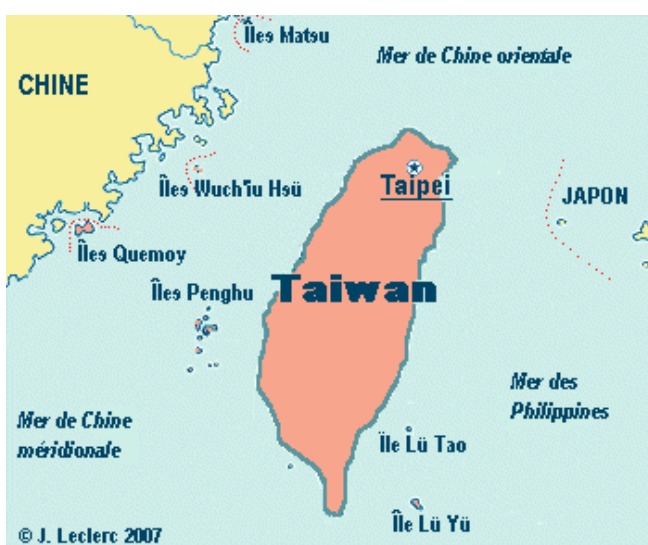 Îles Matsu
Mer de Chine orientale
CHINE
Taipei
Îles Wuch'iu Hsü
JAPON
Îles Quemoy
Îles Penghu
Taiwan
Mer des
Philippines
Mer de Chine
méridionale
Île Lü Tao
Île Lü Yü
© J. Leclerc 2007